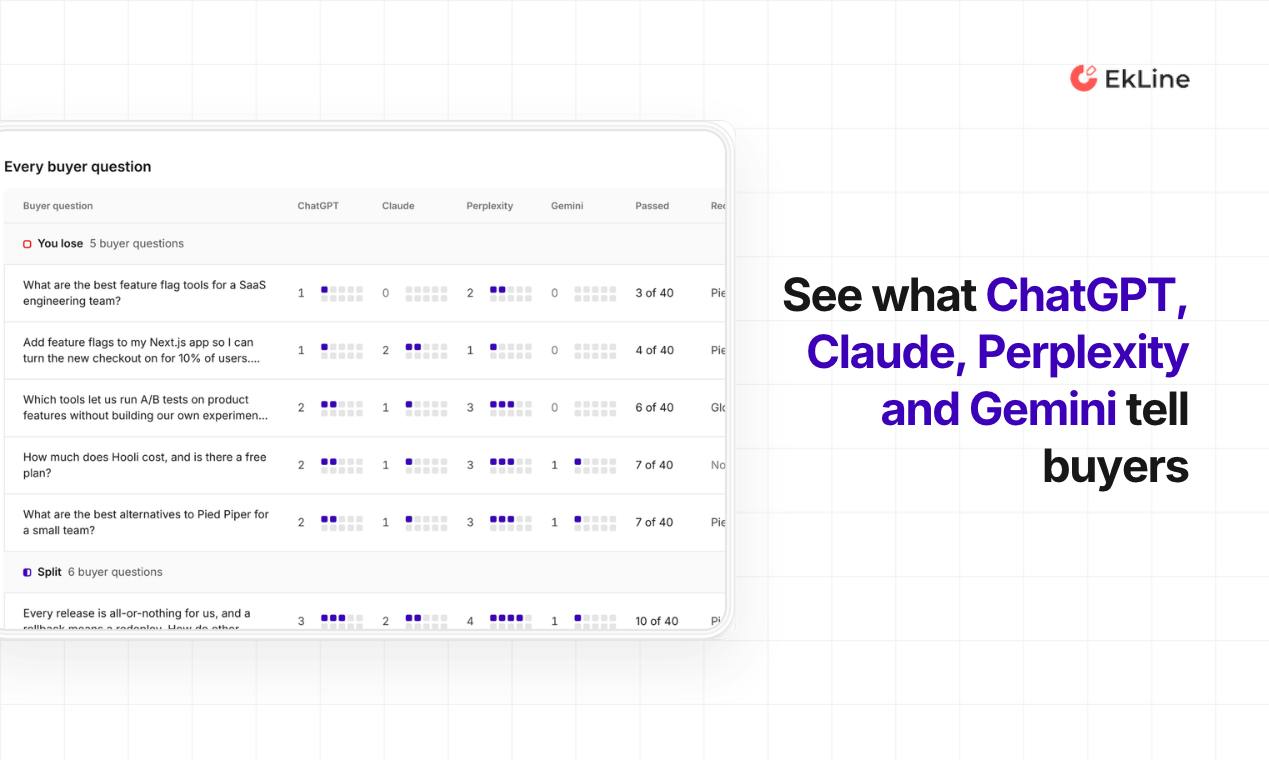 EkLine
Every buyer question
Buyer question ChatGPT Claude Perplexity Gemini Passed
You lose 5 buyer questions
What are the best feature flag tools for a SaaS
engineering team?
1 0 2 0 3 of 40
Add feature flags to my Next.js app so I can
turn the new checkout on for 10% of users....
1 2 1 0 4 of 40
Which tools let us run A/B tests on product
features without building our own experimen...
2 1 3 0 6 of 40
How much does Hooli cost, and is there a free
plan?
2 1 3 1 7 of 40
What are the best alternatives to Pied Piper for
a small team?
2 1 3 1 7 of 40
Split 6 buyer questions
Every release is all-or-nothing for us, and a
rollback means a redeploy. How do other
3 2 4 1 10 of 40
See what ChatGPT,
Claude, Perplexity
and Gemini tell
buyers